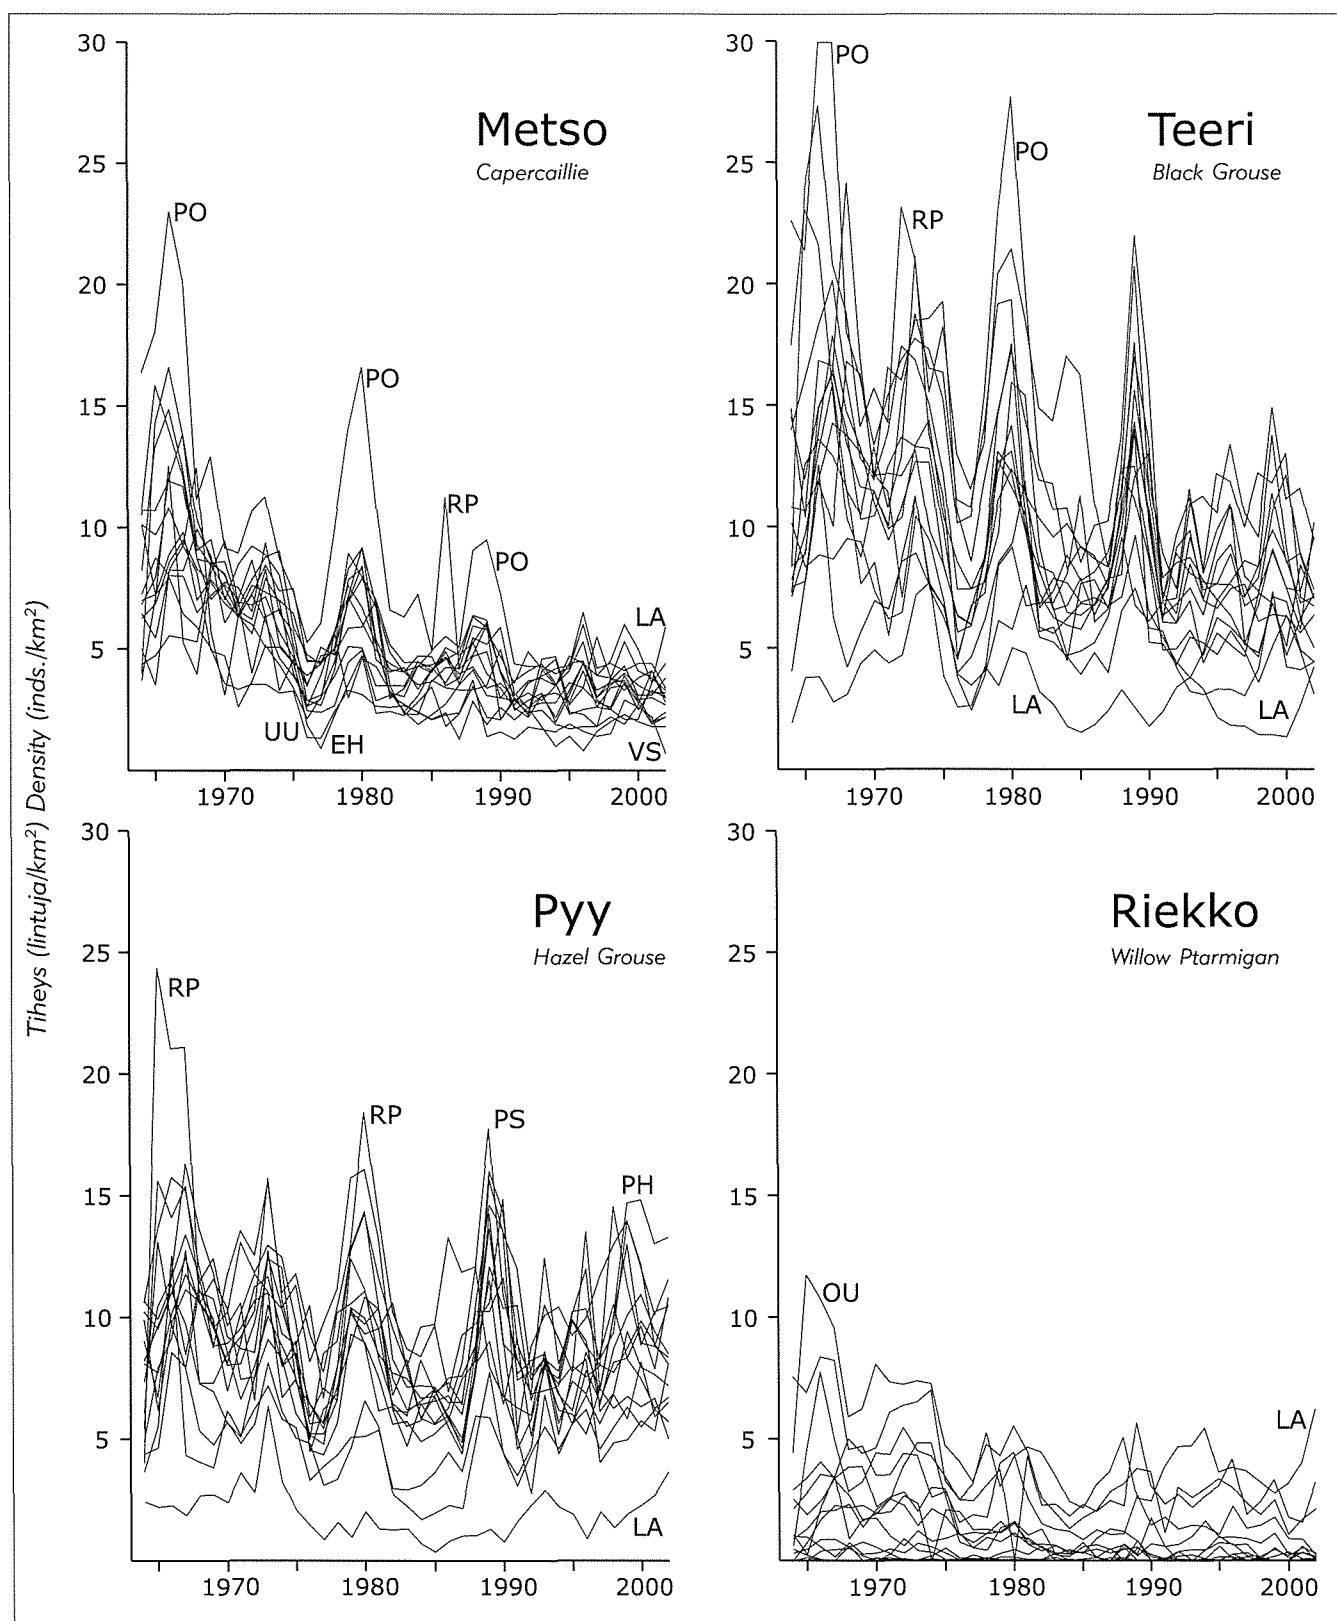 Tiheys (lintuja/km²) Density (inds./km²)
Metso
Capercaillie
30
25
20
15
10
5
PO
PO
RP
PO
LA
UU
EH
VS
1970 1980 1990 2000
Teeri
Black Grouse
30
25
20
15
10
5
PO
RP
PO
LA
LA
1970 1980 1990 2000
Pyy
Hazel Grouse
30
25
20
15
10
5
RP
RP
PS
PH
LA
1970 1980 1990 2000
Riekko
Willow Ptarmigan
30
25
20
15
10
5
OU
LA
1970 1980 1990 2000